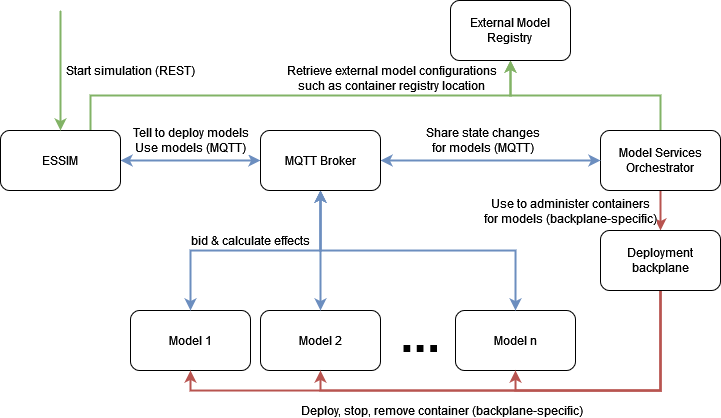 External Model
Registry
Start simulation (REST)
Retrieve external model configurations
such as container registry location
ESSIM
Tell to deploy models
Use models (MQTT)
MQTT Broker
Share state changes
for models (MQTT)
Model Services
Orchestrator
Use to administer containers
for models (backplane-specific)
bid & calculate effects
Deployment
backplane
Model 1
Model 2
...
Model n
Deploy, stop, remove container (backplane-specific)